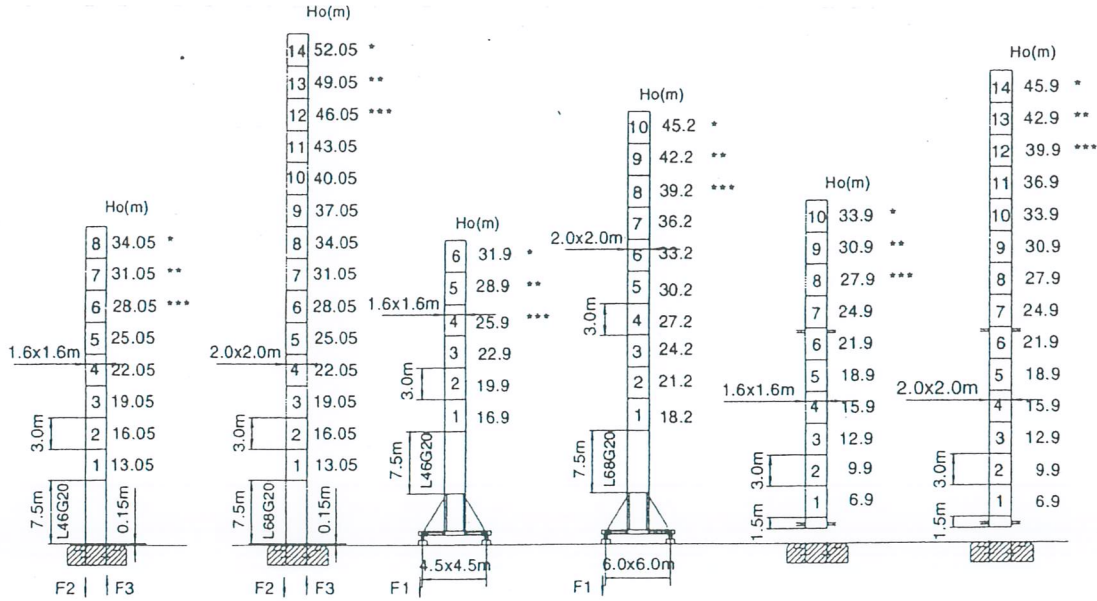 Ho(m)
8 34.05 *
7 31.05 **
6 28.05 ***
5 25.05
1.6x1.6m
4 22.05
3 19.05
3.0m
2 16.05
1 13.05
7.5m
L46G20
0.15m
F2 F3
Ho(m)
14 52.05 *
13 49.05 **
12 46.05 ***
11 43.05
10 40.05
9 37.05
8 34.05
7 31.05
6 28.05
5 25.05
2.0x2.0m
4 22.05
3 19.05
3.0m
2 16.05
1 13.05
7.5m
L68G20
0.15m
F2 F3
Ho(m)
6 31.9 *
5 28.9 **
1.6x1.6m
4 25.9 ***
3 22.9
3.0m
2 19.9
1 16.9
7.5m
L46G20
4.5x4.5m
F1
Ho(m)
10 45.2 *
9 42.2 **
8 39.2 ***
7 36.2
2.0x2.0m
6 33.2
5 30.2
3.0m
4 27.2
3 24.2
2 21.2
1 18.2
7.5m
L68G20
6.0x6.0m
F1
Ho(m)
10 33.9 *
9 30.9 **
8 27.9 ***
7 24.9
6 21.9
5 18.9
1.6x1.6m
4 15.9
3 12.9
3.0m
2 9.9
1 6.9
1.5m
Ho(m)
14 45.9 *
13 42.9 **
12 39.9 ***
11 36.9
10 33.9
9 30.9
8 27.9
7 24.9
6 21.9
5 18.9
2.0x2.0m
4 15.9
3 12.9
3.0m
2 9.9
1 6.9
1.5m